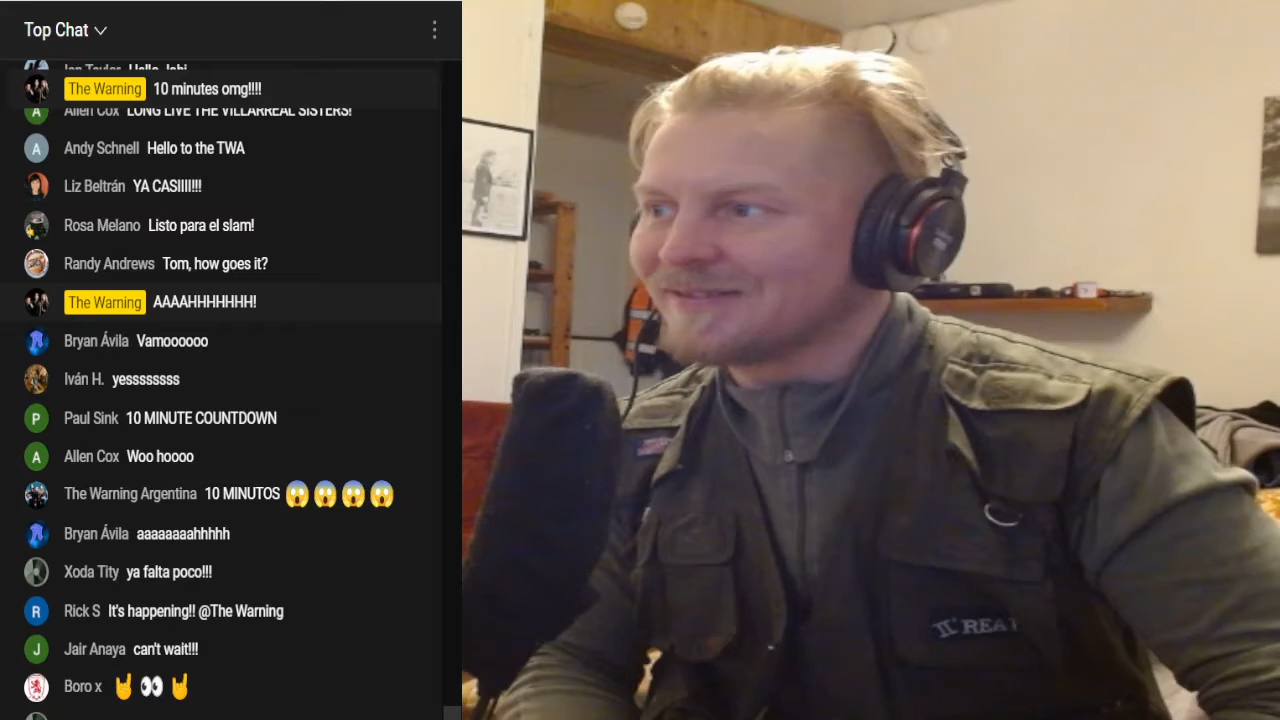 Top Chat
The Warning 10 minutes omg!!!!
Allen Cox LONG LIVE THE VILLARREAL SISTERS!
Andy Schnell Hello to the TWA
Liz Beltrán YA CASIIII!!!
Rosa Melano Listo para el slam!
Randy Andrews Tom, how goes it?
The Warning AAAAHHHHHHH!
Bryan Ávila Vamoooooo
Iván H. yessssssss
Paul Sink 10 MINUTE COUNTDOWN
Allen Cox Woo hoooo
The Warning Argentina 10 MINUTOS 😱😱😱😱
Bryan Ávila aaaaaaaahhhhh
Xoda Tity ya falta poco!!!
Rick S It's happening!! @The Warning
Jair Anaya can't wait!!!
Boro x 🤘👀🤘